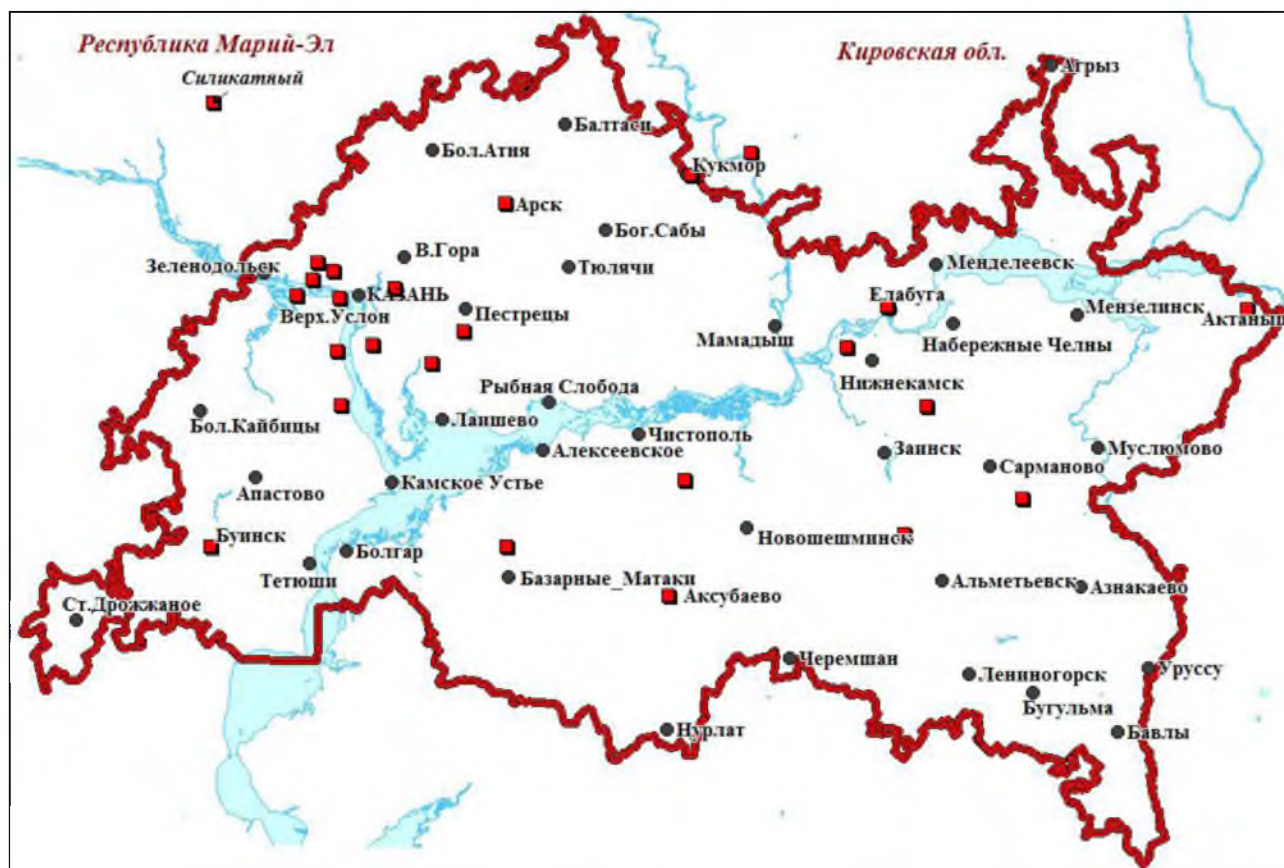 Республика Марий-Эл
Кировская обл.
Силикатный
Агрыз
Балтаси
Бол.Атня
Кукмор
Арск
Бог.Сабы
В.Гора
Зеленодольск
Тюлячи
Менделеевск
КАЗАНЬ
Елабуга
Верх.Услон
Пестрецы
Мензелинск
Актаныш
Мамадыш
Набережные Челны
Нижнекамск
Рыбная Слобода
Бол.Кайбицы
Лаишево
Чистополь
Алексеевское
Заинск
Муслюмово
Сарманово
Апастово
Камское Устье
Буинск
Новошешминск
Болгар
Тетюши
Базарные_Матаки
Альметьевск
Азнакаево
Аксубаево
Ст.Дрожжаное
Черемшан
Лениногорск
Уруссу
Бугульма
Нурлат
Бавлы